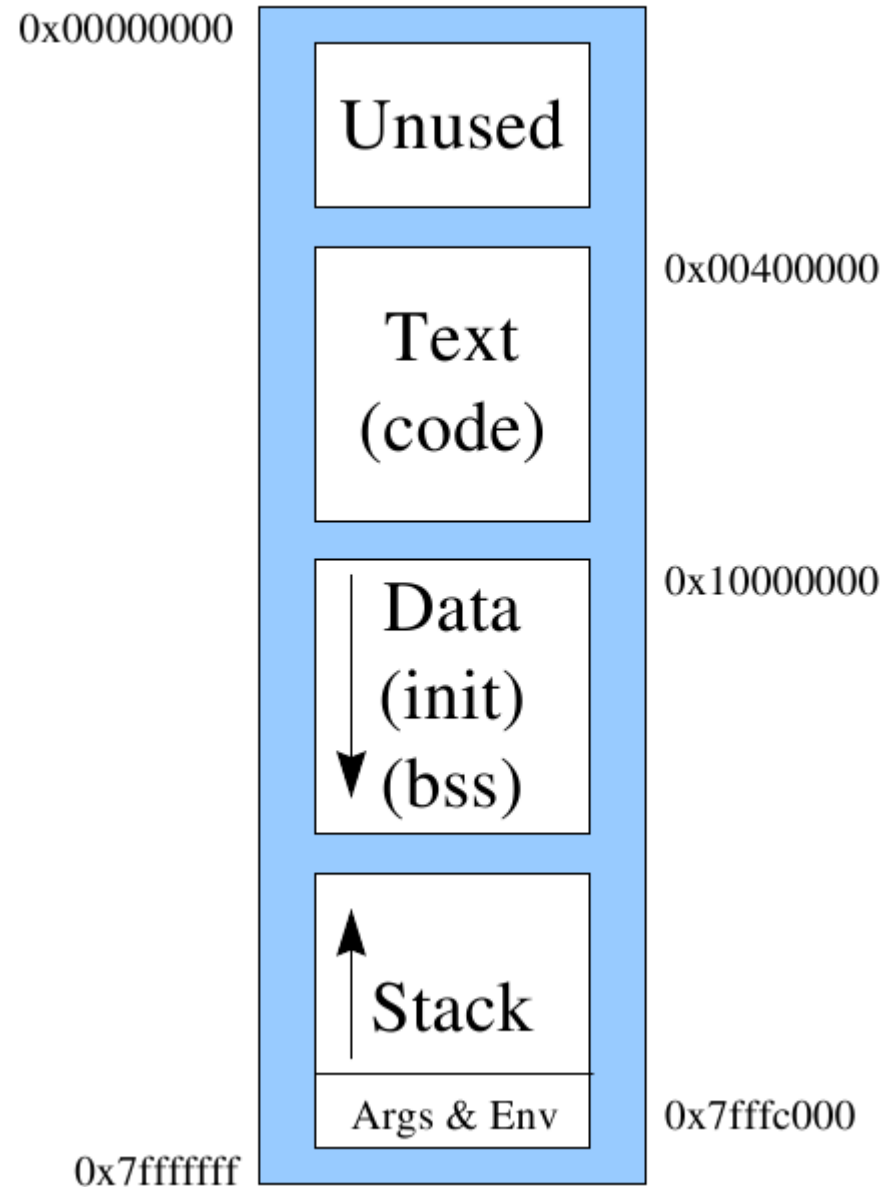 0x00000000
Unused
0x00400000
Text
(code)
0x10000000
Data
(init)
(bss)
Stack
Args & Env
0x7fffc000
0x7fffffff